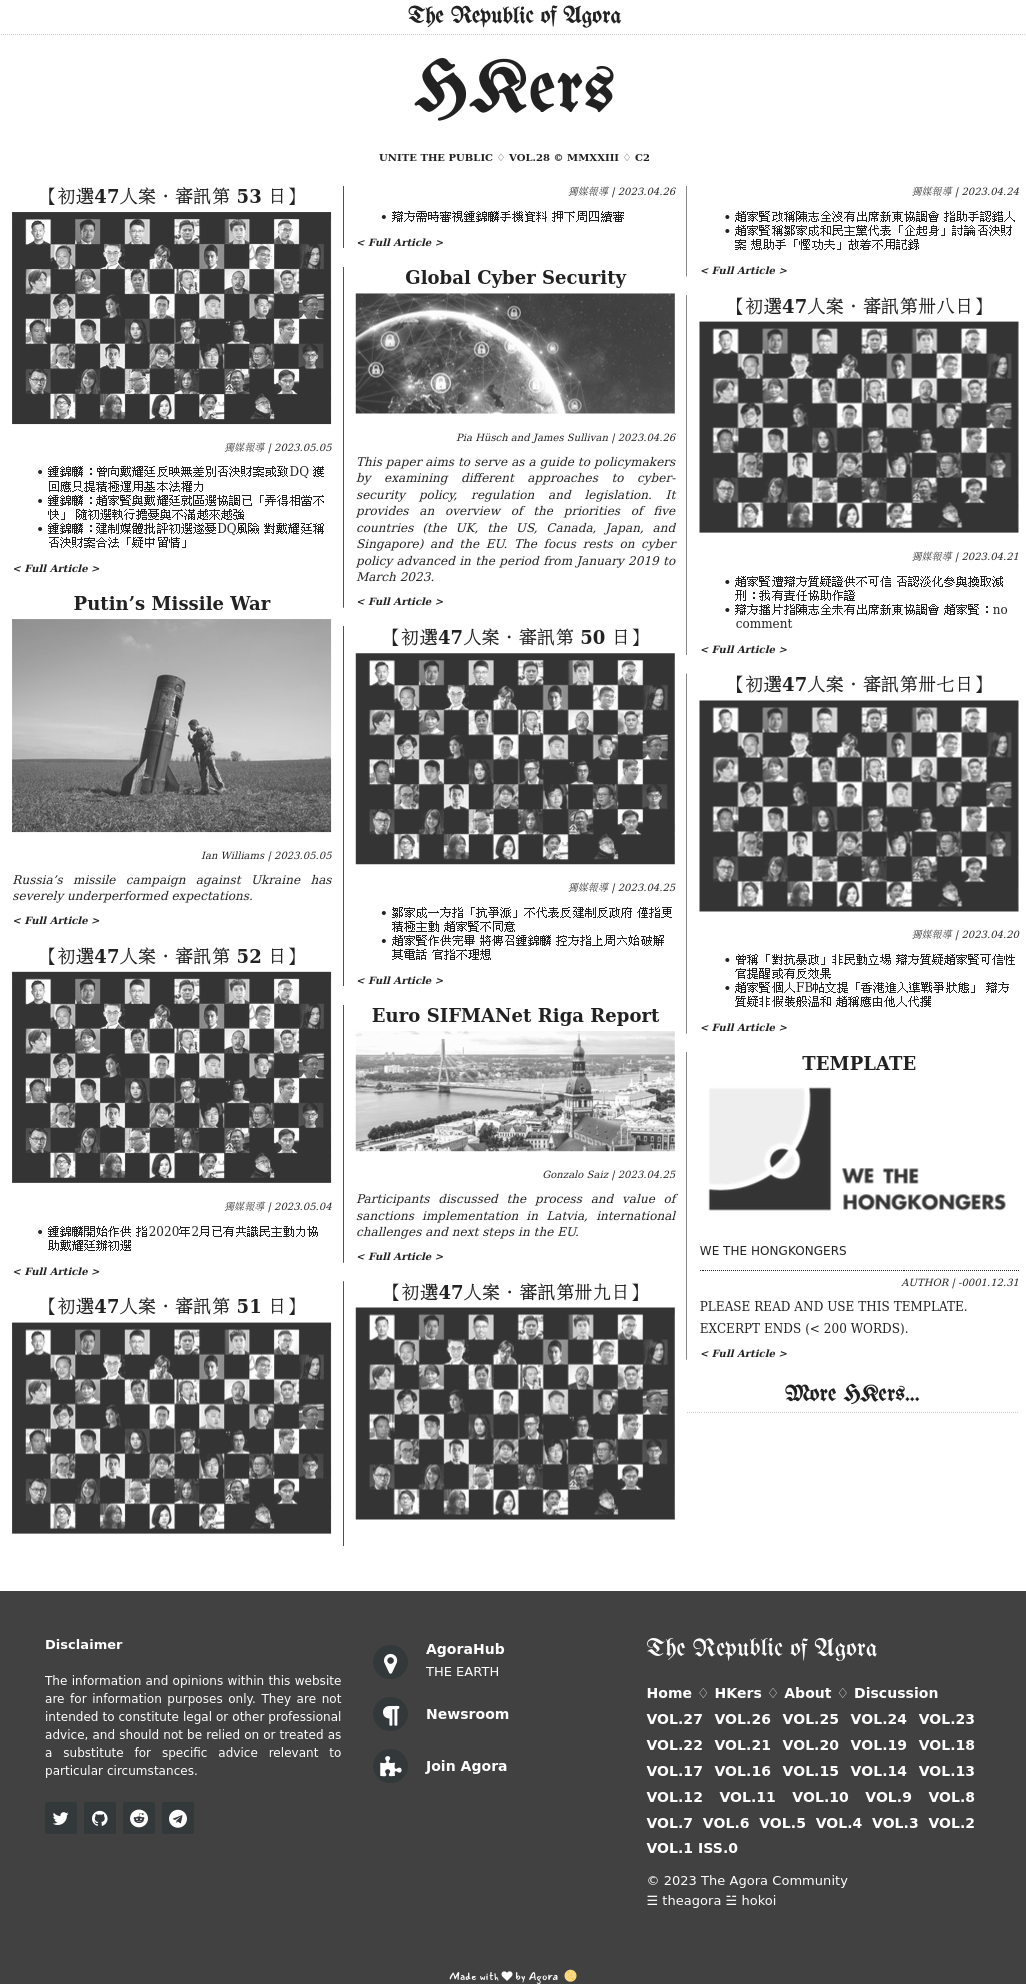 The Republic of Agora
HKers
UNITE THE PUBLIC ♢ VOL.28 © MMXXIII ♢ C2
【初選47人案・審訊第 53 日】
獨媒報導 | 2023.05.05
• 鍾錦麟：曾向戴耀廷反映無差別否決財案或致DQ 獲
回應只提積極運用基本法權力
• 鍾錦麟：趙家賢與戴耀廷就區選協調已「弄得相當不
快」 隨初選執行擔憂與不滿越來越強
• 鍾錦麟：建制媒體批評初選遂憂DQ風險 對戴耀廷稱
否決財案合法「疑中留情」
< Full Article >
Putin’s Missile War
Ian Williams | 2023.05.05
Russia’s missile campaign against Ukraine has
severely underperformed expectations.
< Full Article >
【初選47人案・審訊第 52 日】
獨媒報導 | 2023.05.04
• 鍾錦麟開始作供 指2020年2月已有共識民主動力協
助戴耀廷辦初選
< Full Article >
【初選47人案・審訊第 51 日】
獨媒報導 | 2023.04.26
• 辯方需時審視鍾錦麟手機資料 押下周四續審
< Full Article >
Global Cyber Security
Pia Hüsch and James Sullivan | 2023.04.26
This paper aims to serve as a guide to policymakers
by examining different approaches to cyber-
security policy, regulation and legislation. It
provides an overview of the priorities of five
countries (the UK, the US, Canada, Japan, and
Singapore) and the EU. The focus rests on cyber
policy advanced in the period from January 2019 to
March 2023.
< Full Article >
【初選47人案・審訊第 50 日】
獨媒報導 | 2023.04.25
• 鄒家成一方指「抗爭派」不代表反建制反政府 僅指更
積極主動 趙家賢不同意
• 趙家賢作供完畢 將傳召鍾錦麟 控方指上周六始破解
其電話 官指不理想
< Full Article >
Euro SIFMANet Riga Report
Gonzalo Saiz | 2023.04.25
Participants discussed the process and value of
sanctions implementation in Latvia, international
challenges and next steps in the EU.
< Full Article >
【初選47人案・審訊第卌九日】
獨媒報導 | 2023.04.24
• 趙家賢改稱陳志全沒有出席新東協調會 指助手認錯人
• 趙家賢稱鄒家成和民主黨代表「企起身」討論否決財
案 想助手「慳功夫」故着不用記錄
< Full Article >
【初選47人案・審訊第卌八日】
獨媒報導 | 2023.04.21
• 趙家賢遭辯方質疑證供不可信 否認淡化參與換取減
刑：我有責任協助作證
• 辯方播片指陳志全未有出席新東協調會 趙家賢：no
comment
< Full Article >
【初選47人案・審訊第卌七日】
獨媒報導 | 2023.04.20
• 曾稱「對抗暴政」非民動立場 辯方質疑趙家賢可信性
官提醒或有反效果
• 趙家賢個人FB帖文提「香港進入準戰爭狀態」 辯方
質疑非假裝般温和 趙稱應由他人代撰
< Full Article >
TEMPLATE
WE THE
HONGKONGERS
WE THE HONGKONGERS
AUTHOR | -0001.12.31
PLEASE READ AND USE THIS TEMPLATE.
EXCERPT ENDS (< 200 WORDS).
< Full Article >
More HKers...
Disclaimer
The information and opinions within this website
are for information purposes only. They are not
intended to constitute legal or other professional
advice, and should not be relied on or treated as
a substitute for specific advice relevant to
particular circumstances.
AgoraHub
THE EARTH
Newsroom
Join Agora
The Republic of Agora
Home ♢ HKers ♢ About ♢ Discussion
VOL.27 VOL.26 VOL.25 VOL.24 VOL.23
VOL.22 VOL.21 VOL.20 VOL.19 VOL.18
VOL.17 VOL.16 VOL.15 VOL.14 VOL.13
VOL.12 VOL.11 VOL.10 VOL.9 VOL.8
VOL.7 VOL.6 VOL.5 VOL.4 VOL.3 VOL.2
VOL.1 ISS.0
© 2023 The Agora Community
☰ theagora ☱ hokoi
Made with ❤ by Agora